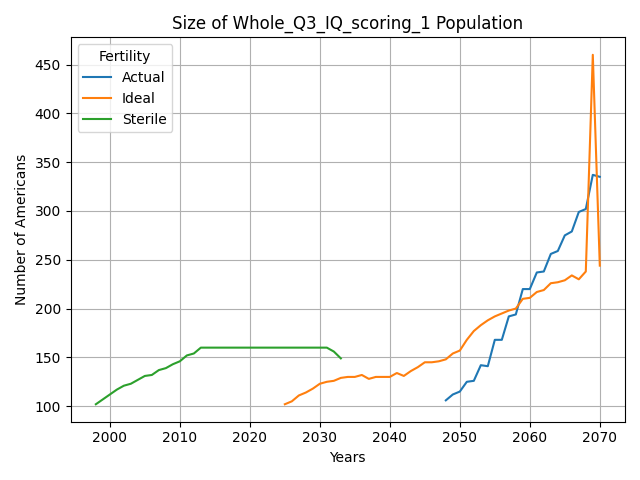 Size of Whole_Q3_IQ_scoring_1 Population
Fertility
Actual
Ideal
Sterile
Number of Americans
450
400
350
300
250
200
150
100
2000
2010
2020
2030
2040
2050
2060
2070
Years